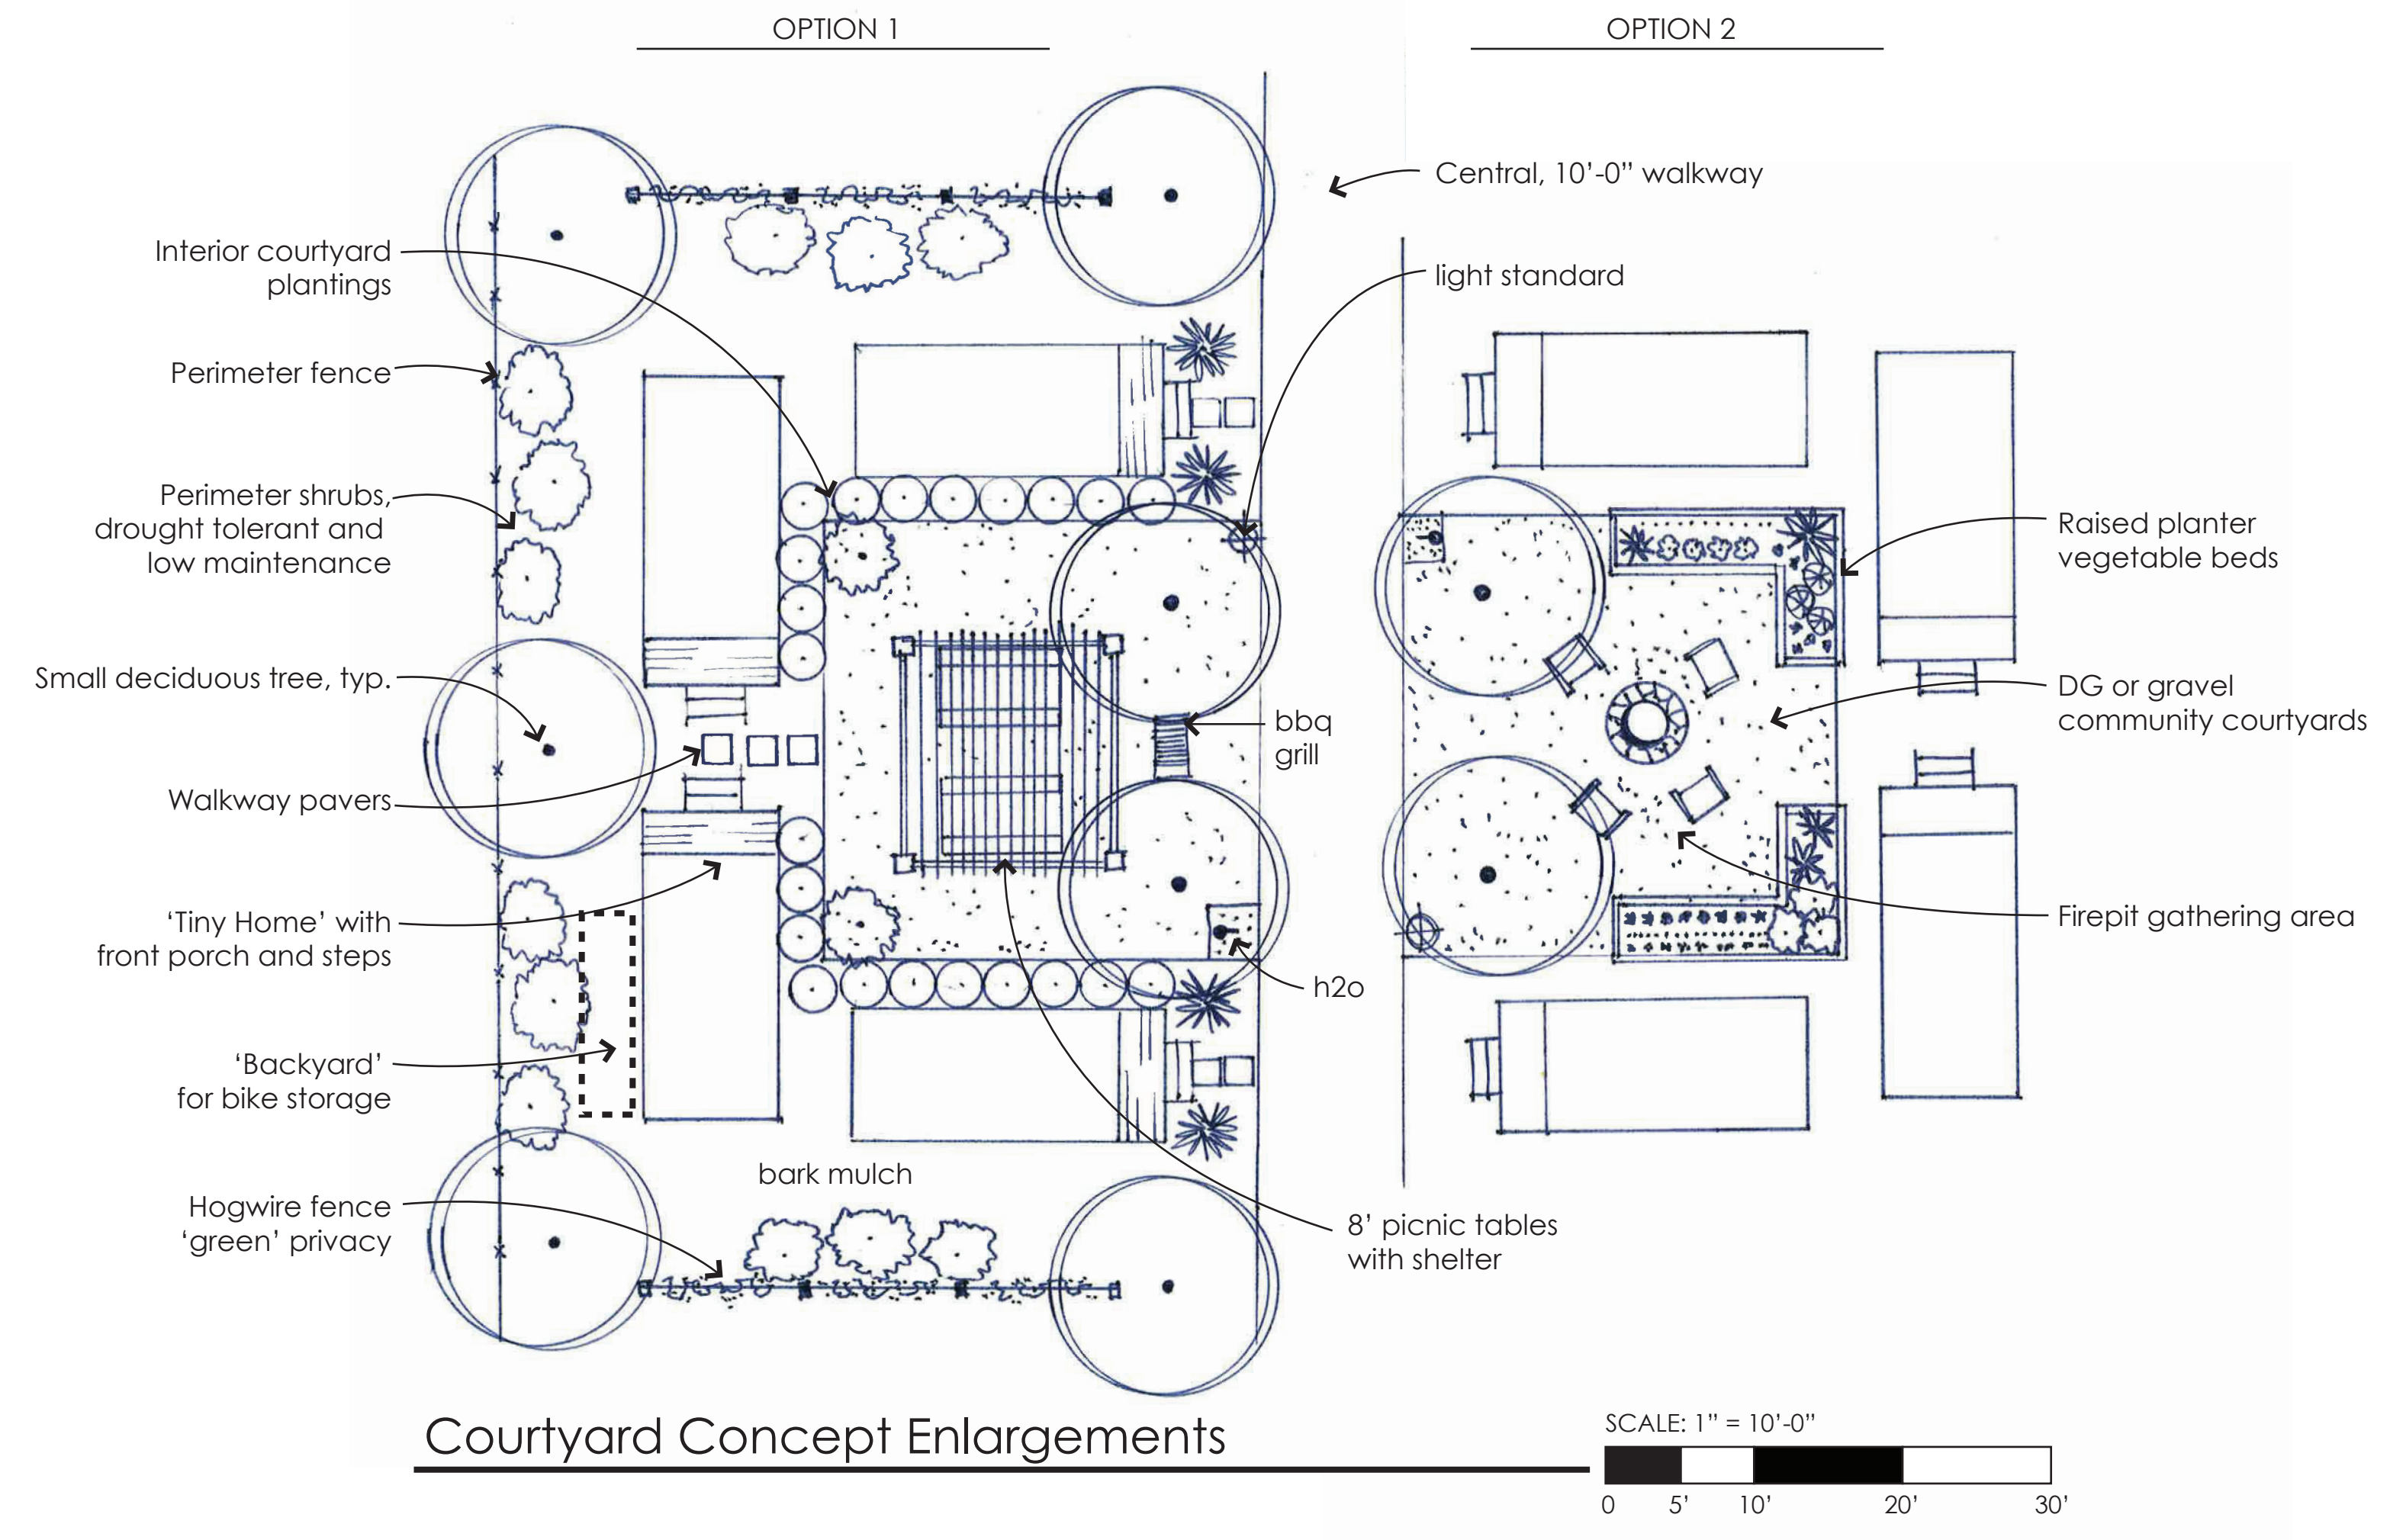 OPTION 1
OPTION 2
Central, 10’-0” walkway
Interior courtyard
plantings
light standard
Perimeter fence
Perimeter shrubs,
drought tolerant and
low maintenance
Raised planter
vegetable beds
Small deciduous tree, typ.
DG or gravel
community courtyards
bbq
grill
Walkway pavers
‘Tiny Home’ with
front porch and steps
Firepit gathering area
h2o
‘Backyard’
for bike storage
bark mulch
Hogwire fence
‘green’ privacy
8’ picnic tables
with shelter
Courtyard Concept Enlargements
SCALE: 1” = 10’-0”
0 5’ 10’ 20’ 30’